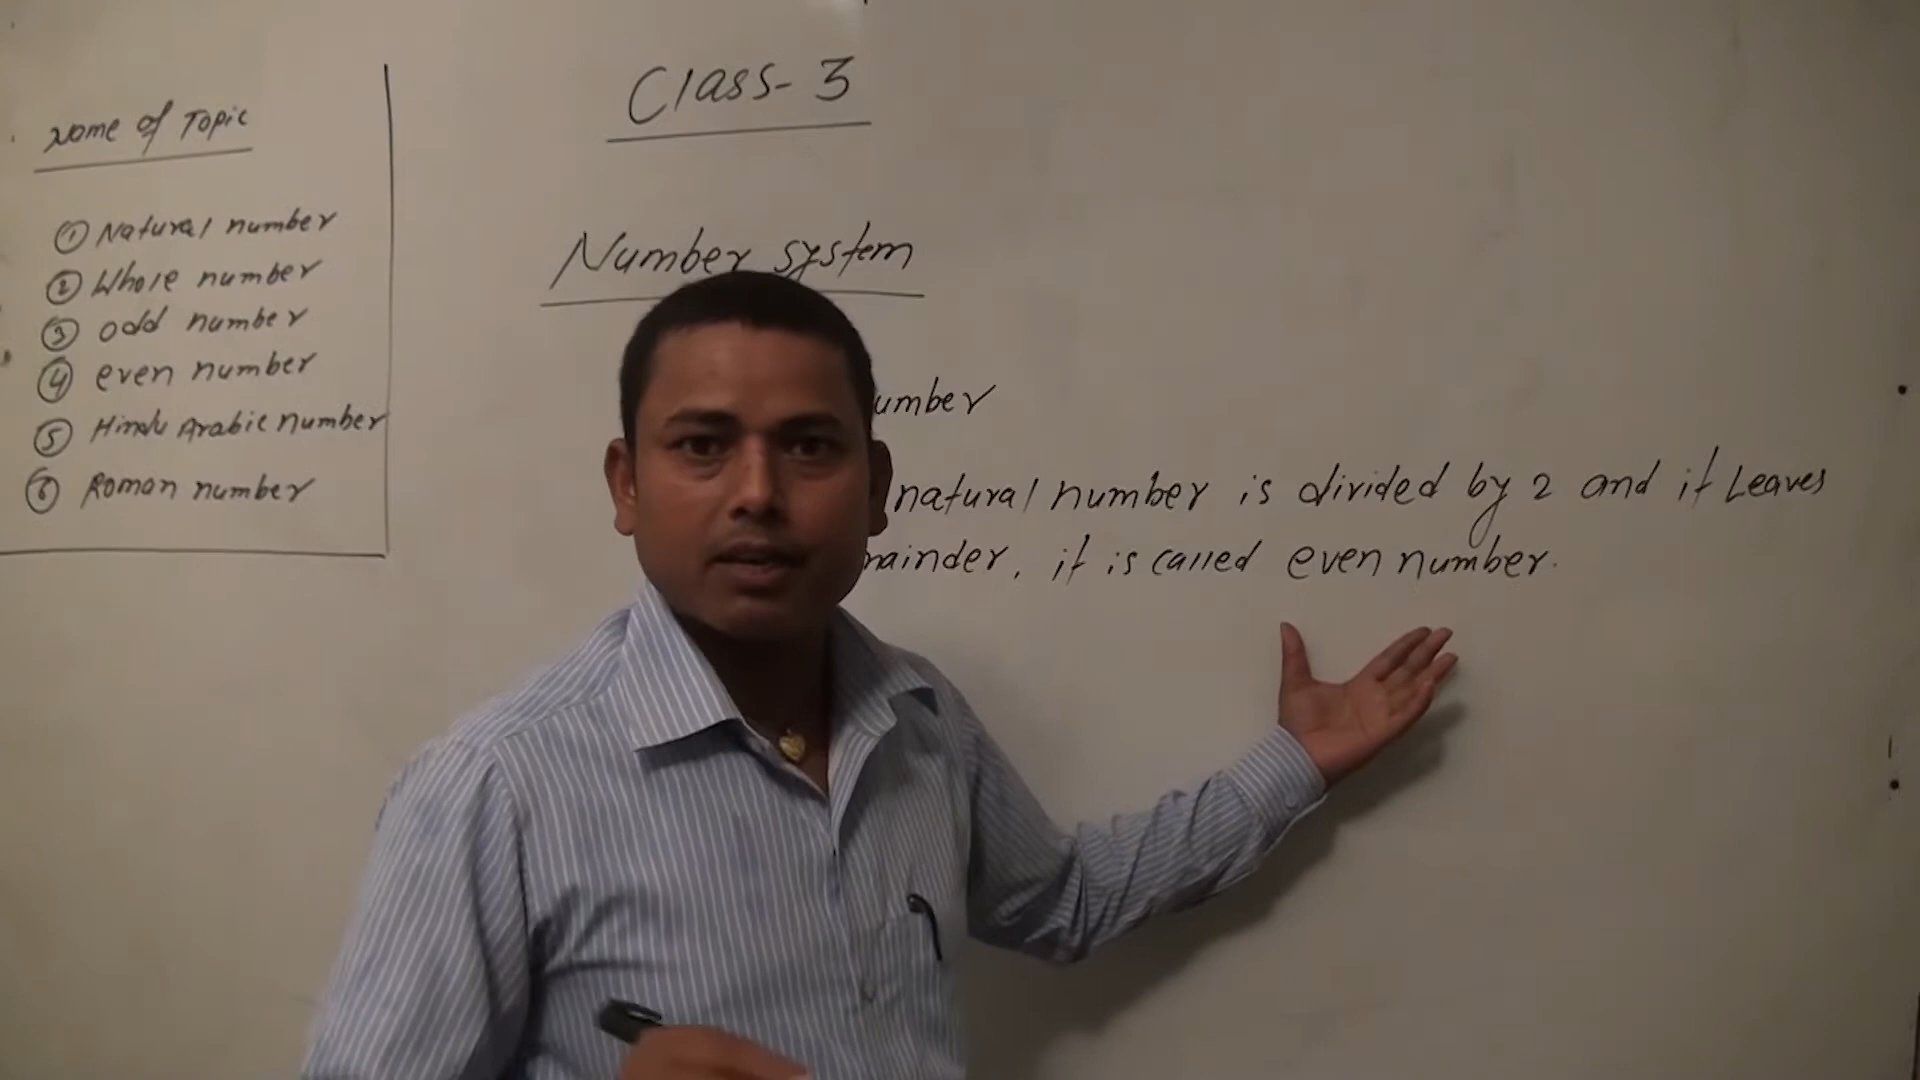 Name of Topic
① Natural number
② Whole number
③ odd number
④ even number
⑤ Hindu Arabic number
⑥ Roman number
Class-3
Number system
umber
natural number is divided by 2 and it Leaves
mainder, it is called even number.